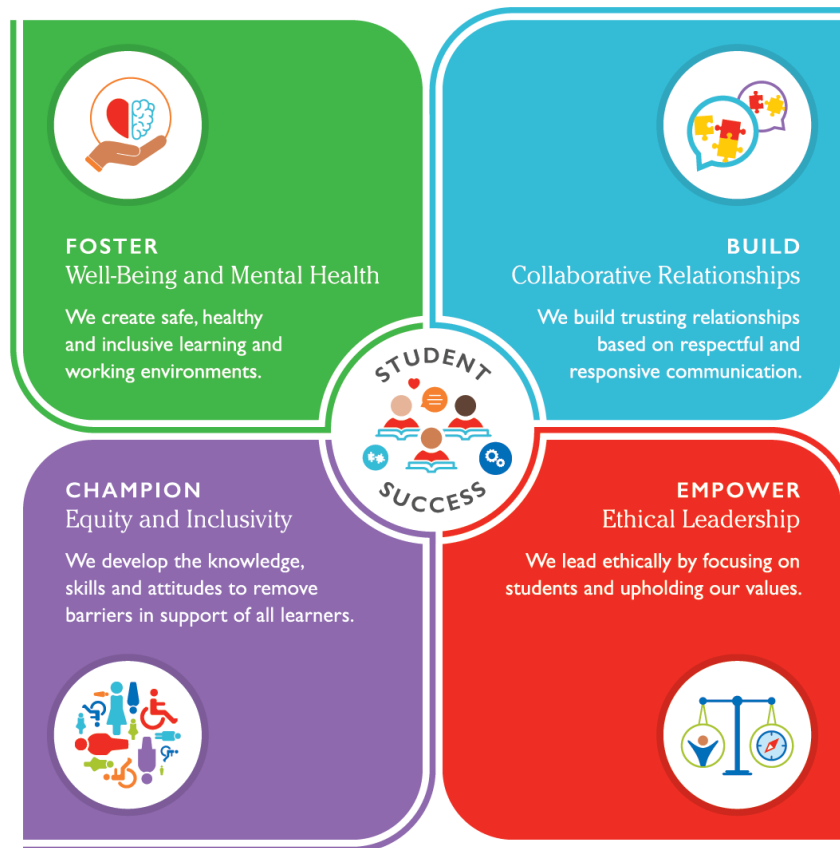 FOSTER
Well-Being and Mental Health
We create safe, healthy
and inclusive learning and
working environments.
BUILD
Collaborative Relationships
We build trusting relationships
based on respectful and
responsive communication.
STUDENT
SUCCESS
CHAMPION
Equity and Inclusivity
We develop the knowledge,
skills and attitudes to remove
barriers in support of all learners.
EMPOWER
Ethical Leadership
We lead ethically by focusing on
students and upholding our values.